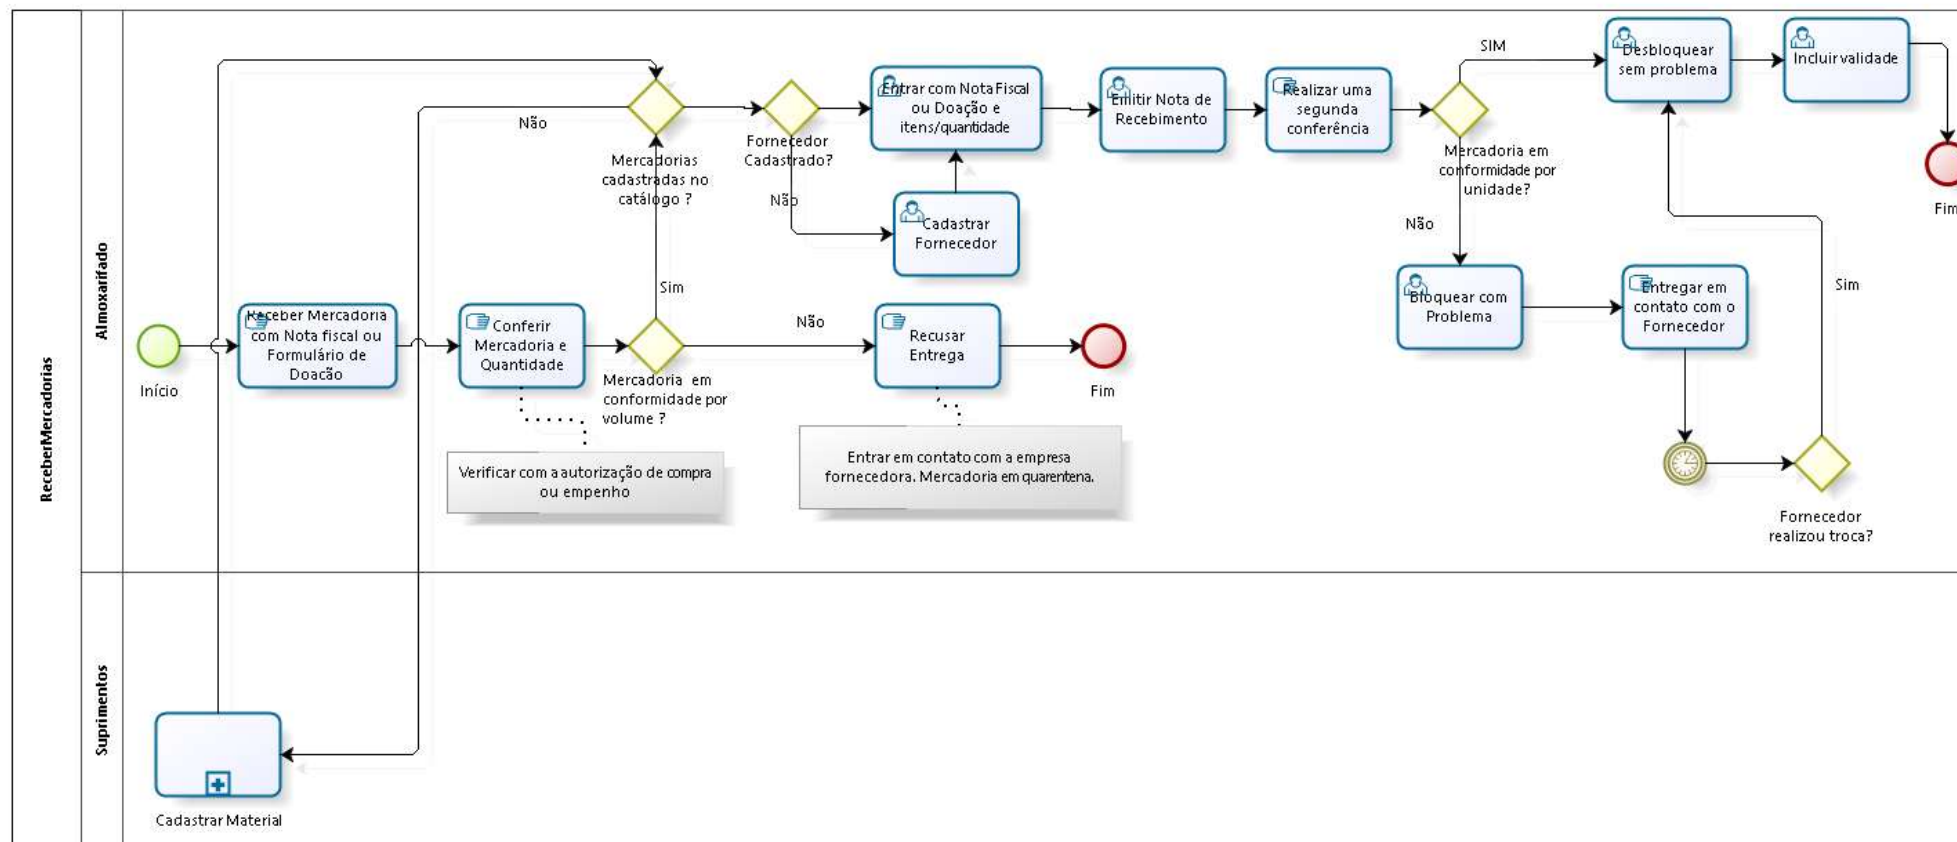 ReceberMercadorias
Almoxarifado
Suprimentos
Início
Receber Mercadoria
com Nota fiscal ou
Formulário de
Doacão
Conferir
Mercadoria e
Quantidade
Verificar com a autorização de compra
ou empenho
Mercadoria em
conformidade por
volume ?
Sim
Não
Recusar
Entrega
Fim
Entrar em contato com a empresa
fornecedora. Mercadoria em quarentena.
Mercadorias
cadastradas no
catálogo ?
Não
Cadastrar Material
Fornecedor
Cadastrado?
Não
Cadastrar
Fornecedor
Entrar com Nota Fiscal
ou Doação e
itens/quantidade
Emitir Nota de
Recebimento
Realizar uma
segunda
conferência
Mercadoria em
conformidade por
unidade?
SIM
Não
Desbloquear
sem problema
Incluir validade
Fim
Bloquear com
Problema
Entregar em
contato com o
Fornecedor
Fornecedor
realizou troca?
Sim